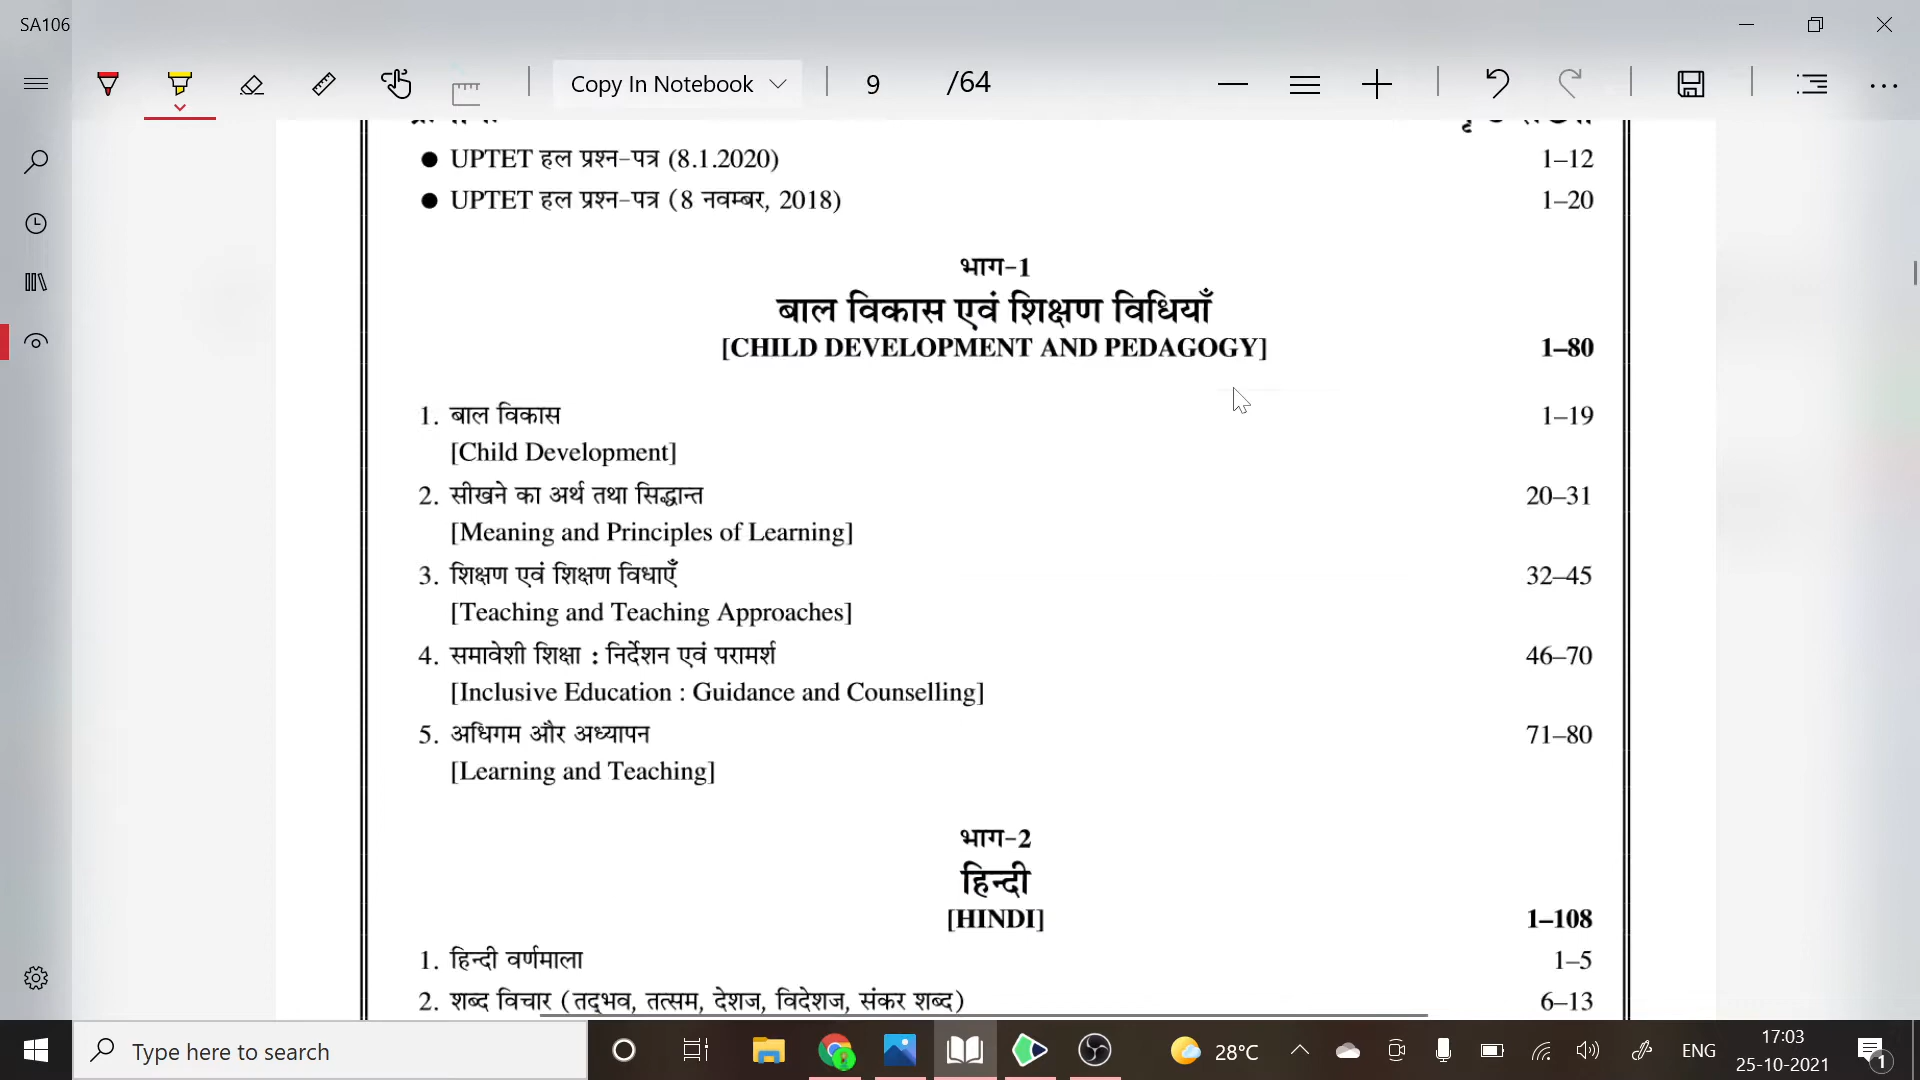 SA106
Copy In Notebook
9 /64
● UPTET हल प्रश्न-पत्र (8.1.2020) 1–12
● UPTET हल प्रश्न-पत्र (8 नवम्बर, 2018) 1–20
भाग-1
बाल विकास एवं शिक्षण विधियाँ
[CHILD DEVELOPMENT AND PEDAGOGY] 1–80
1. बाल विकास 1–19
[Child Development]
2. सीखने का अर्थ तथा सिद्धान्त 20–31
[Meaning and Principles of Learning]
3. शिक्षण एवं शिक्षण विधाएँ 32–45
[Teaching and Teaching Approaches]
4. समावेशी शिक्षा : निर्देशन एवं परामर्श 46–70
[Inclusive Education : Guidance and Counselling]
5. अधिगम और अध्यापन 71–80
[Learning and Teaching]
भाग-2
हिन्दी
[HINDI] 1–108
1. हिन्दी वर्णमाला 1–5
2. शब्द विचार (तद्भव, तत्सम, देशज, विदेशज, संकर शब्द) 6–13
Type here to search
28°C
ENG
17:03
25-10-2021
1